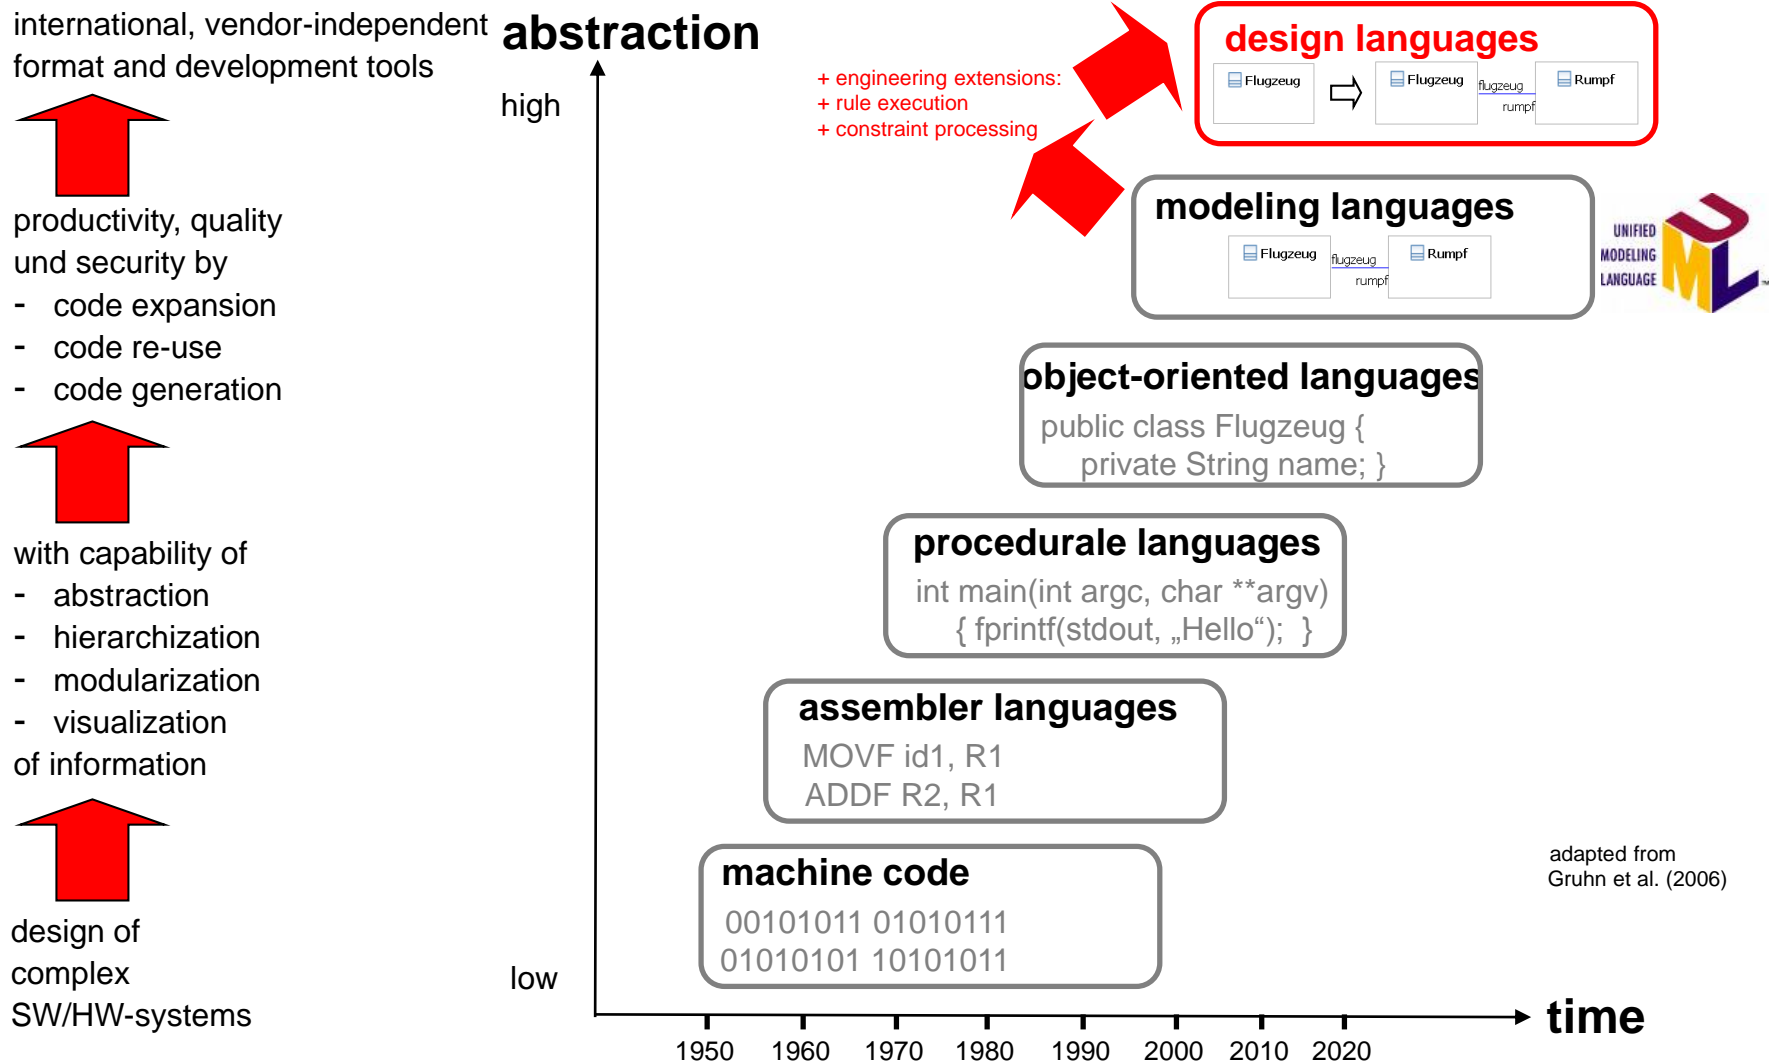 international, vendor-independent
format and development tools
productivity, quality
und security by
- code expansion
- code re-use
- code generation
with capability of
- abstraction
- hierarchization
- modularization
- visualization
of information
design of
complex
SW/HW-systems
abstraction
high
low
+ engineering extensions:
+ rule execution
+ constraint processing
design languages
Flugzeug
Flugzeug
flugzeug
rumpf
Rumpf
modeling languages
Flugzeug
flugzeug
rumpf
Rumpf
UNIFIED
MODELING
LANGUAGE
UML
TM
object-oriented languages
public class Flugzeug {
private String name; }
procedurale languages
int main(int argc, char **argv)
{ fprintf(stdout, „Hello“); }
assembler languages
MOVF id1, R1
ADDF R2, R1
machine code
00101011 01010111
01010101 10101011
adapted from
Gruhn et al. (2006)
time
1950 1960 1970 1980 1990 2000 2010 2020